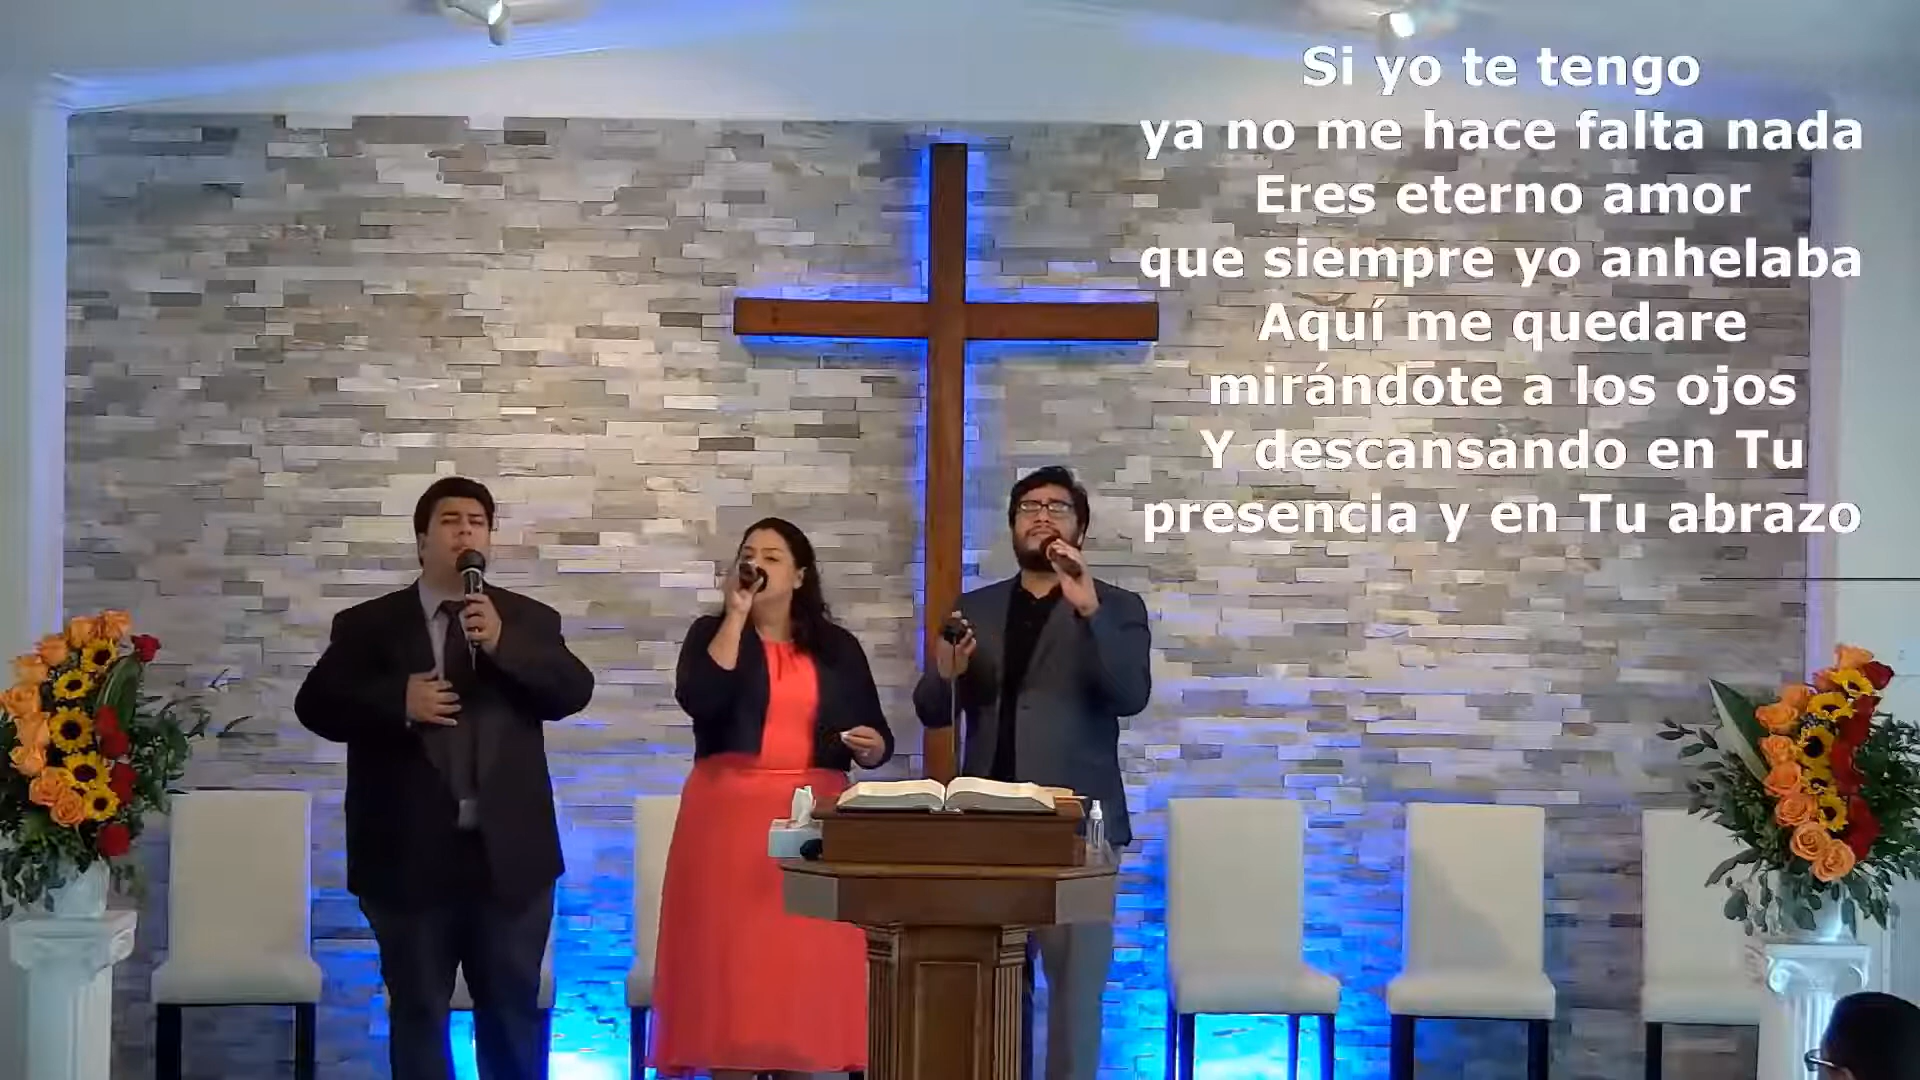 Si yo te tengo
ya no me hace falta nada
Eres eterno amor
que siempre yo anhelaba
Aquí me quedare
mirándote a los ojos
Y descansando en Tu
presencia y en Tu abrazo